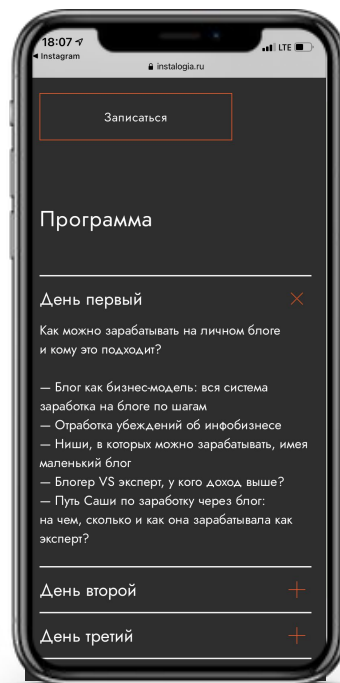 18:07
LTE
Instagram
instalogia.ru
Записаться
Программа
День первый
Как можно зарабатывать на личном блоге
и кому это подходит?
— Блог как бизнес-модель: вся система
заработка на блоге по шагам
— Отработка убеждений об инфобизнесе
— Ниши, в которых можно зарабатывать, имея
маленький блог
— Блогер VS эксперт, у кого доход выше?
— Путь Саши по заработку через блог:
на чем, сколько и как она зарабатывала как
эксперт?
День второй
День третий